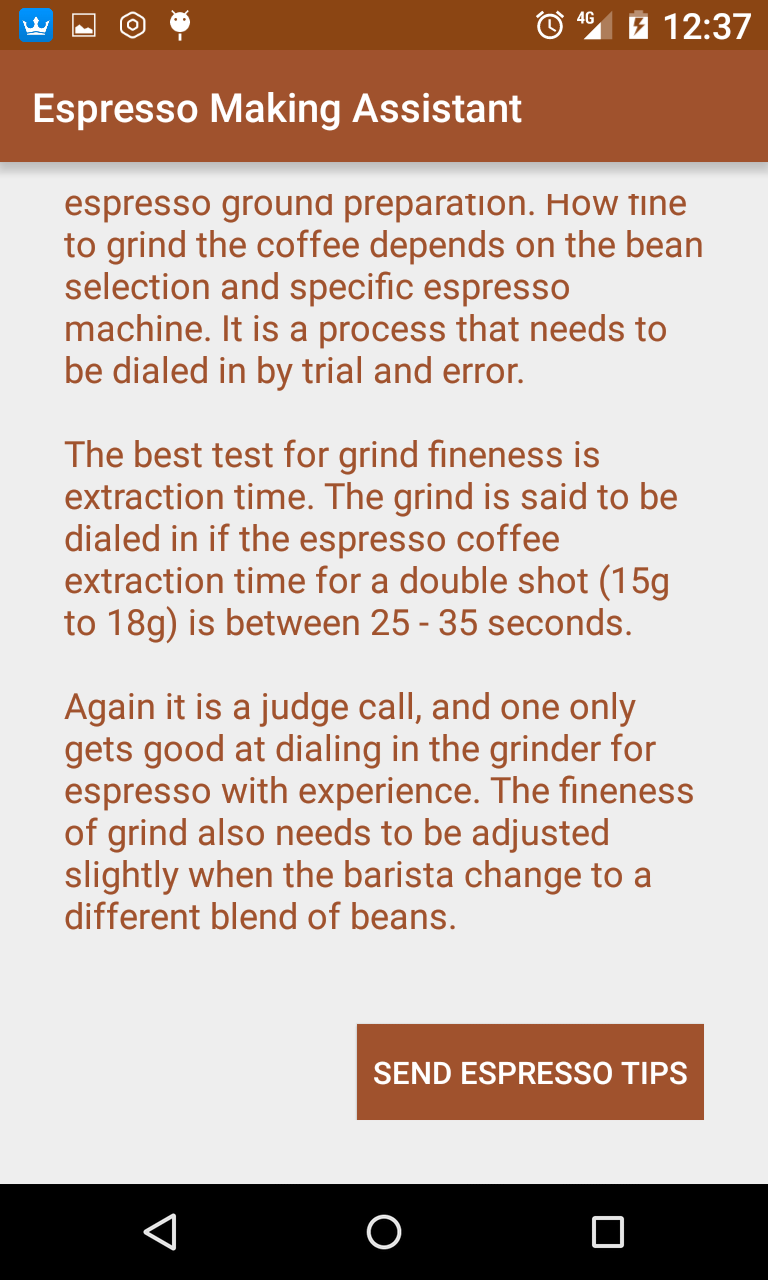 4G
12:37
Espresso Making Assistant
espresso ground preparation. How fine
to grind the coffee depends on the bean
selection and specific espresso
machine. It is a process that needs to
be dialed in by trial and error.
The best test for grind fineness is
extraction time. The grind is said to be
dialed in if the espresso coffee
extraction time for a double shot (15g
to 18g) is between 25 - 35 seconds.
Again it is a judge call, and one only
gets good at dialing in the grinder for
espresso with experience. The fineness
of grind also needs to be adjusted
slightly when the barista change to a
different blend of beans.
SEND ESPRESSO TIPS